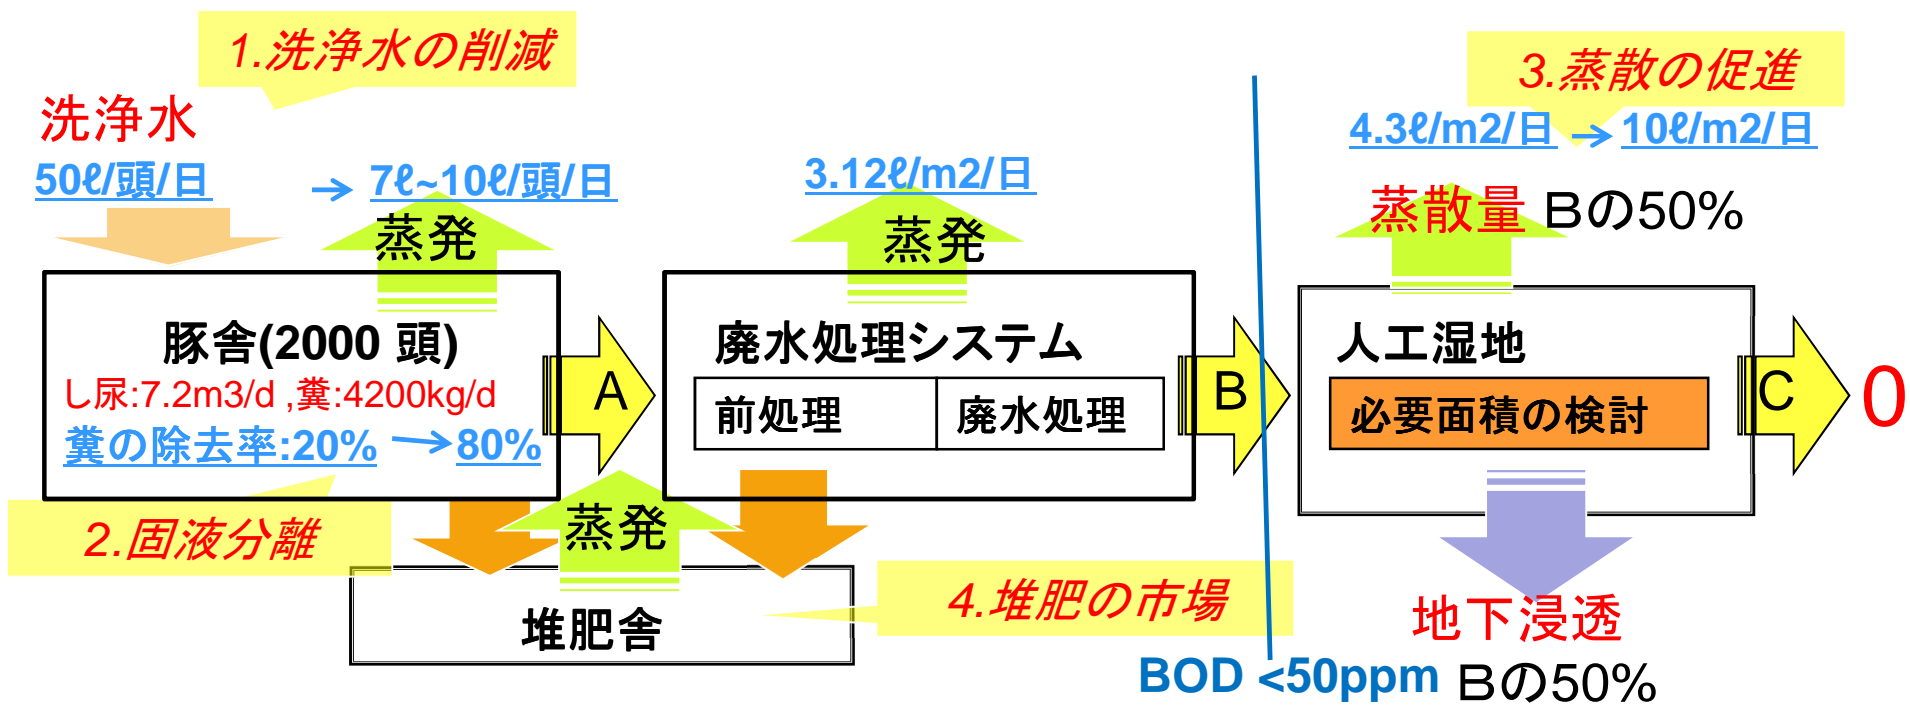 1.洗浄水の削減
洗浄水
50ℓ/頭/日 → 7ℓ~10ℓ/頭/日
蒸発
豚舎(2000 頭)
し尿:7.2m3/d ,糞:4200kg/d
糞の除去率:20% → 80%
2.固液分離
A
3.12ℓ/m2/日
蒸発
廃水処理システム
前処理 廃水処理
蒸発
堆肥舎
4.堆肥の市場
B
BOD <50ppm
3.蒸散の促進
4.3ℓ/m2/日 → 10ℓ/m2/日
蒸散量 Bの50%
人工湿地
必要面積の検討
C
0
地下浸透
Bの50%